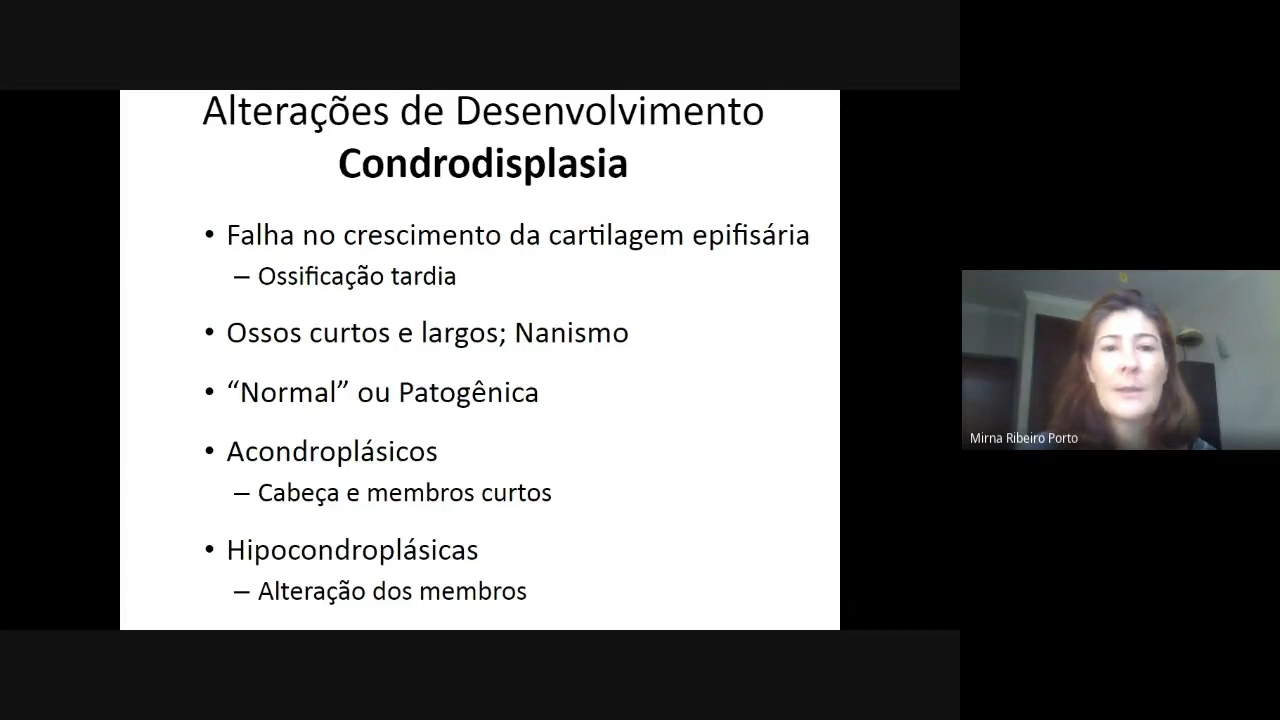 Alterações de Desenvolvimento
Condrodisplasia
• Falha no crescimento da cartilagem epifisária
– Ossificação tardia
• Ossos curtos e largos; Nanismo
• “Normal” ou Patogênica
• Acondroplásicos
– Cabeça e membros curtos
• Hipocondroplásicas
– Alteração dos membros
Mirna Ribeiro Porto